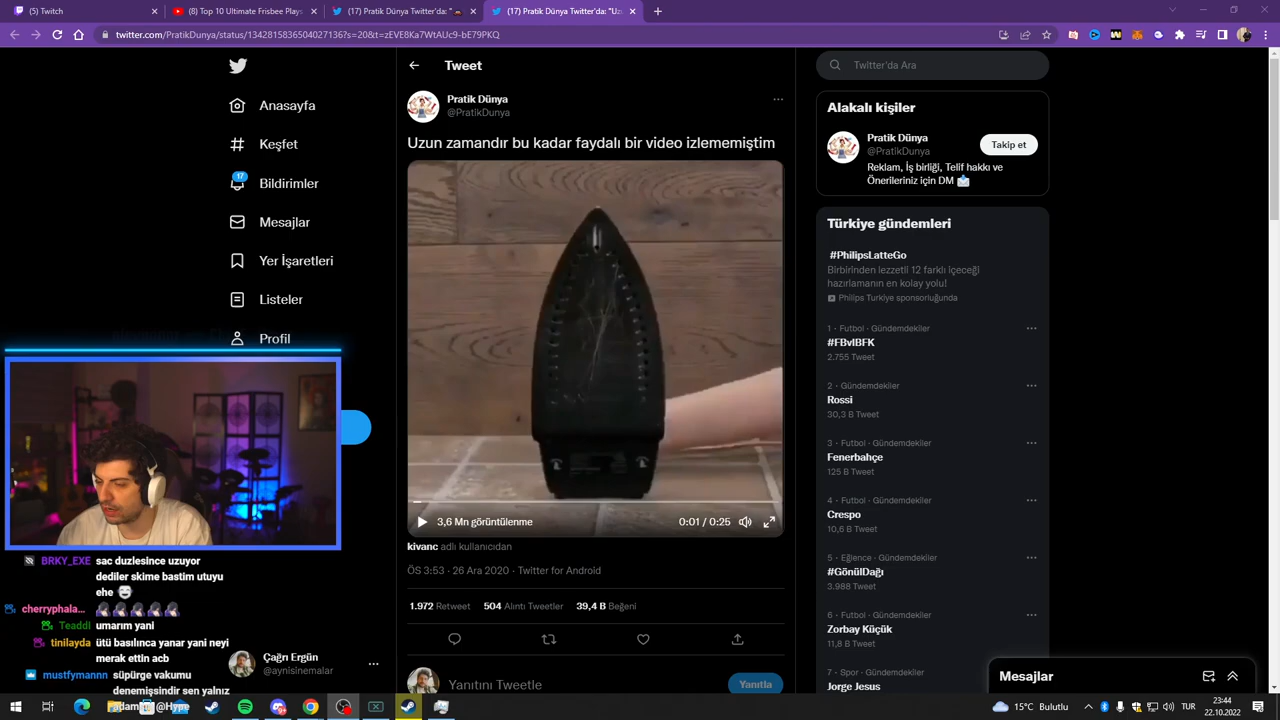 (5) Twitch
(8) Top 10 Ultimate Frisbee Plays
(17) Pratik Dünya on Twitter: "
(17) Pratik Dünya Twitter'da: "Uz
twitter.com/PratikDunya/status/1342815836504027136?s=20&t=zEVE8Ka7WtAUc9-bE79PKQ
Anasayfa
Keşfet
17
Bildirimler
Mesajlar
Yer İşaretleri
Listeler
Profil
Tweet
Pratik Dünya
@PratikDunya
Uzun zamandır bu kadar faydalı bir video izlememiştim
3,6 Mn görüntülenme
0:01 / 0:25
kivanc adlı kullanıcıdan
ÖS 3:53 · 26 Ara 2020 · Twitter for Android
1.972 Retweet 504 Alıntı Tweetler 39,4 B Beğeni
Yanıtını Tweetle
Yanıtla
Twitter'da Ara
Alakalı kişiler
Pratik Dünya
@PratikDunya
Takip et
Reklam, İş birliği, Telif hakkı ve
Önerileriniz için DM
Türkiye gündemleri
#PhilipsLatteGo
Birbirinden lezzetli 12 farklı içeceği
hazırlamanın en kolay yolu!
Philips Turkiye sponsorluğunda
1 · Futbol · Gündemdekiler
#FBvIBFK
2.755 Tweet
2 · Gündemdekiler
Rossi
30,3 B Tweet
3 · Futbol · Gündemdekiler
Fenerbahçe
125 B Tweet
4 · Futbol · Gündemdekiler
Crespo
10,6 B Tweet
5 · Eğlence · Gündemdekiler
#GönülDağı
3.988 Tweet
6 · Futbol · Gündemdekiler
Zorbay Küçük
11,8 B Tweet
7 · Spor · Gündemdekiler
Jorge Jesus
Mesajlar
BRKY_EXE sac duzlesince uzuyor
dediler skime bastim utuyu
ehe
cherryphala...
Teaddl umarım yani
tinilayda ütü basılınca yanar yani neyi
merak ettin acb
mustfymannn süpürge vakumu
denemişsindir sen yalnız
adamsın @Hype
Çağrı Ergün
@aynisinemalar
15°C Bulutlu
TUR
23:44
22.10.2022